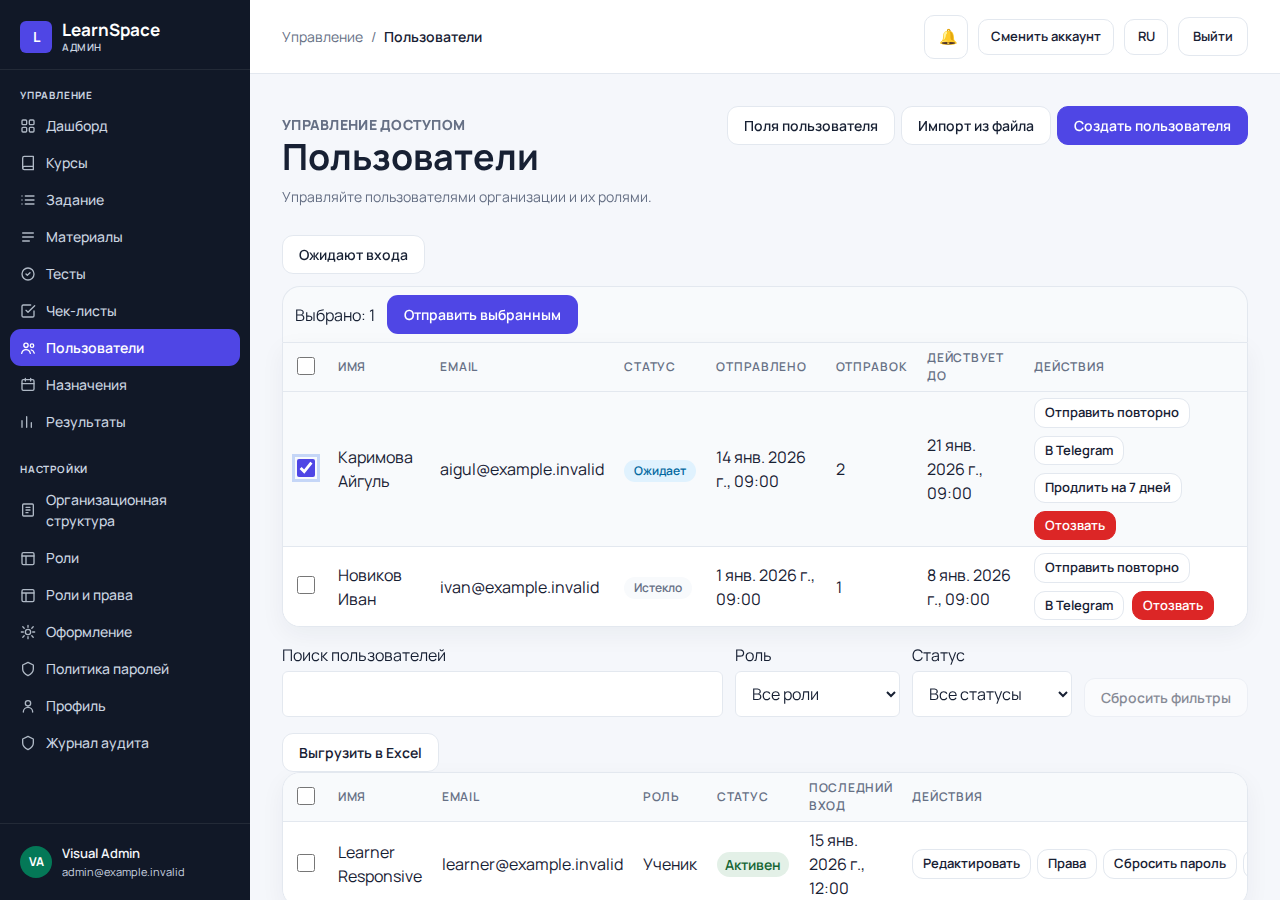 L
LearnSpace
АДМИН
Управление / Пользователи
Сменить аккаунт
RU
Выйти
УПРАВЛЕНИЕ
Дашборд
Курсы
Задание
Материалы
Тесты
Чек-листы
Пользователи
Назначения
Результаты
НАСТРОЙКИ
Организационная
структура
Роли
Роли и права
Оформление
Политика паролей
Профиль
Журнал аудита
VA
Visual Admin
admin@example.invalid
УПРАВЛЕНИЕ ДОСТУПОМ
Пользователи
Управляйте пользователями организации и их ролями.
Поля пользователя
Импорт из файла
Создать пользователя
Ожидают входа
Выбрано: 1
Отправить выбранным
ИМЯ
EMAIL
СТАТУС
ОТПРАВЛЕНО
ОТПРАВОК
ДЕЙСТВУЕТ
ДО
ДЕЙСТВИЯ
Каримова
Айгуль
aigul@example.invalid
Ожидает
14 янв. 2026
г., 09:00
2
21 янв.
2026 г.,
09:00
Отправить повторно
В Telegram
Продлить на 7 дней
Отозвать
Новиков
Иван
ivan@example.invalid
Истекло
1 янв. 2026 г.,
09:00
1
8 янв. 2026
г., 09:00
Отправить повторно
В Telegram
Отозвать
Поиск пользователей
Роль
Все роли
Статус
Все статусы
Сбросить фильтры
Выгрузить в Excel
ИМЯ
EMAIL
РОЛЬ
СТАТУС
ПОСЛЕДНИЙ
ВХОД
ДЕЙСТВИЯ
Learner
Responsive
learner@example.invalid
Ученик
Активен
15 янв.
2026 г.,
12:00
Редактировать
Права
Сбросить пароль